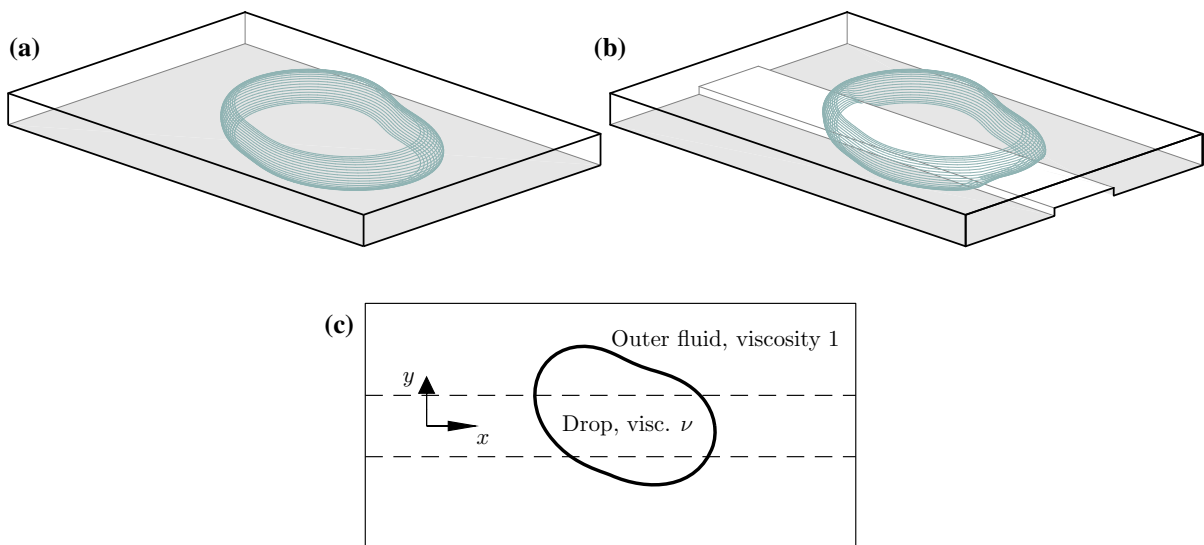 (a)
(b)
(c)
Outer fluid, viscosity 1
y
Drop, visc. ν
x